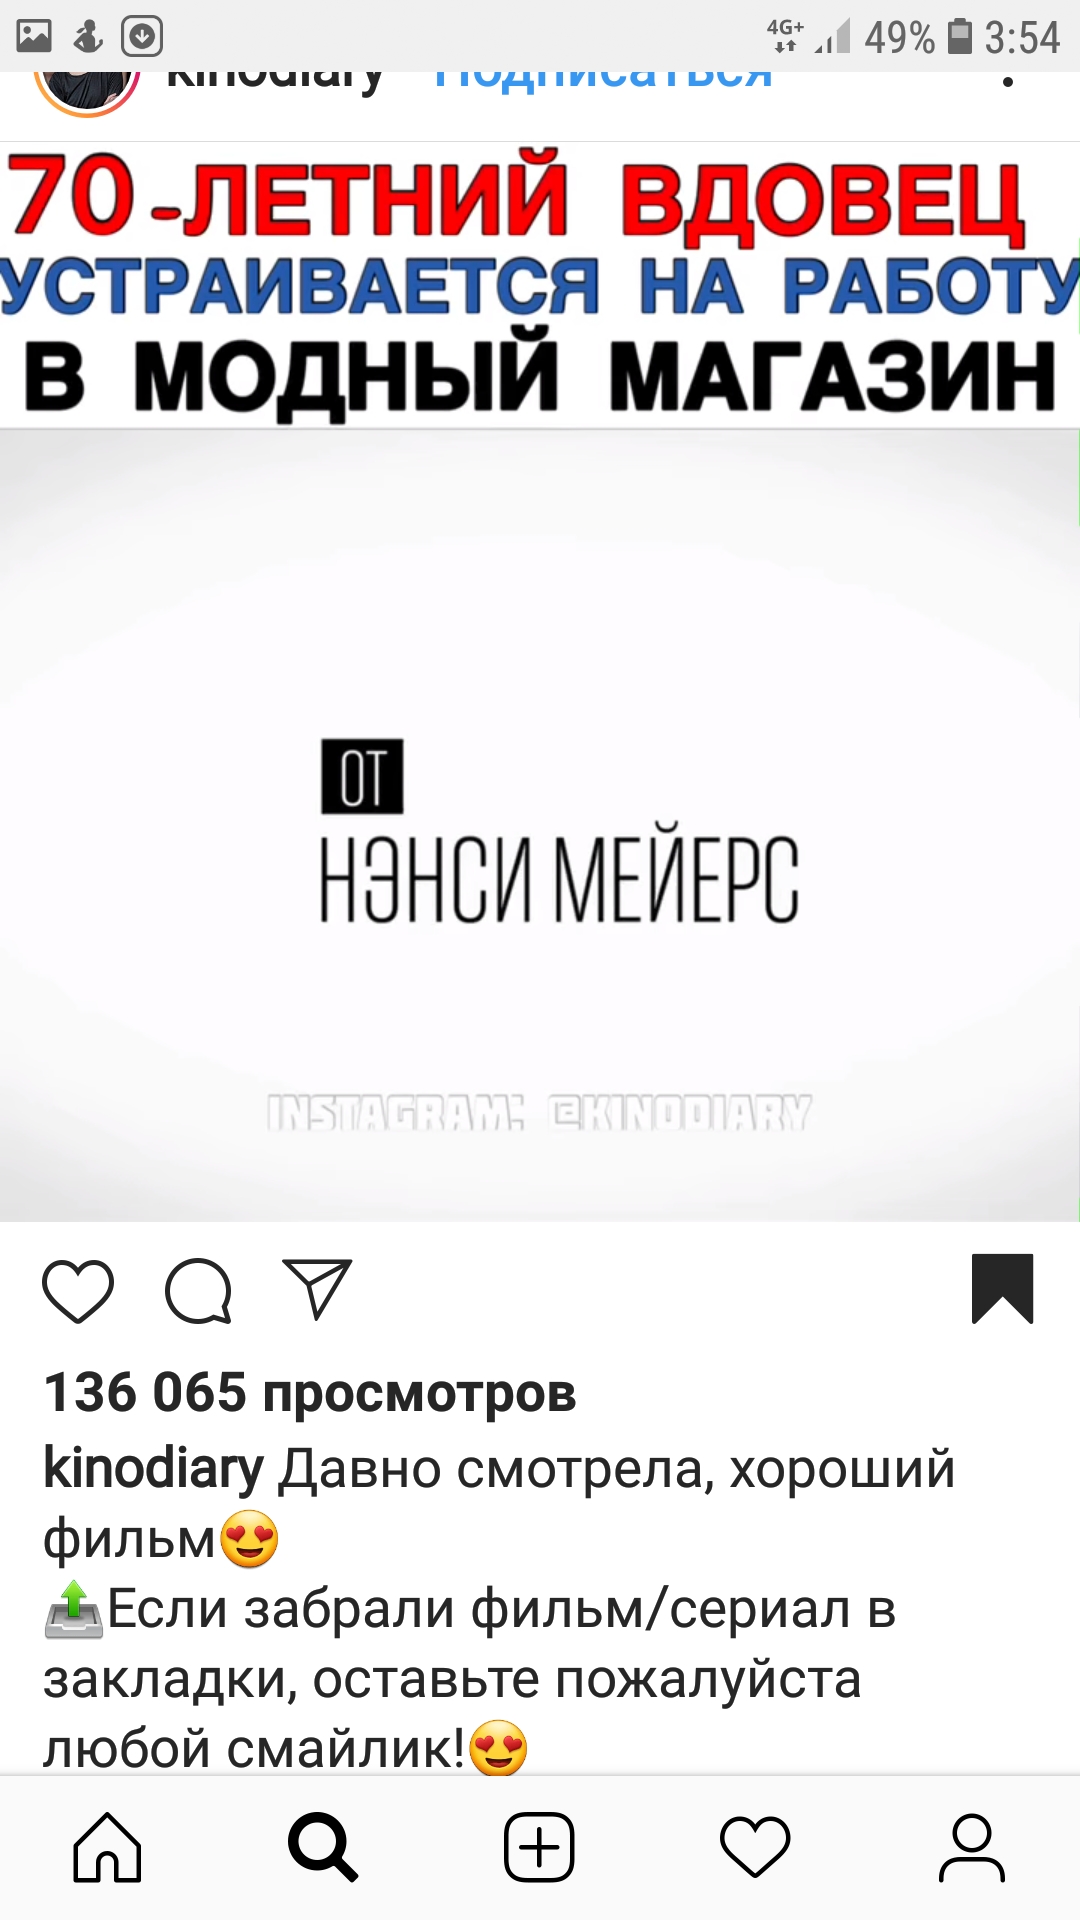 4G+ 49% 3:54
kinodiary Подписаться
70-ЛЕТНИЙ ВДОВЕЦ
УСТРАИВАЕТСЯ НА РАБОТУ
В МОДНЫЙ МАГАЗИН
ОТ
НЭНСИ МЕЙЕРС
INSTAGRAM: @KINODIARY
136 065 просмотров
kinodiary Давно смотрела, хороший
фильм😍
📤Если забрали фильм/сериал в
закладки, оставьте пожалуйста
любой смайлик!😍